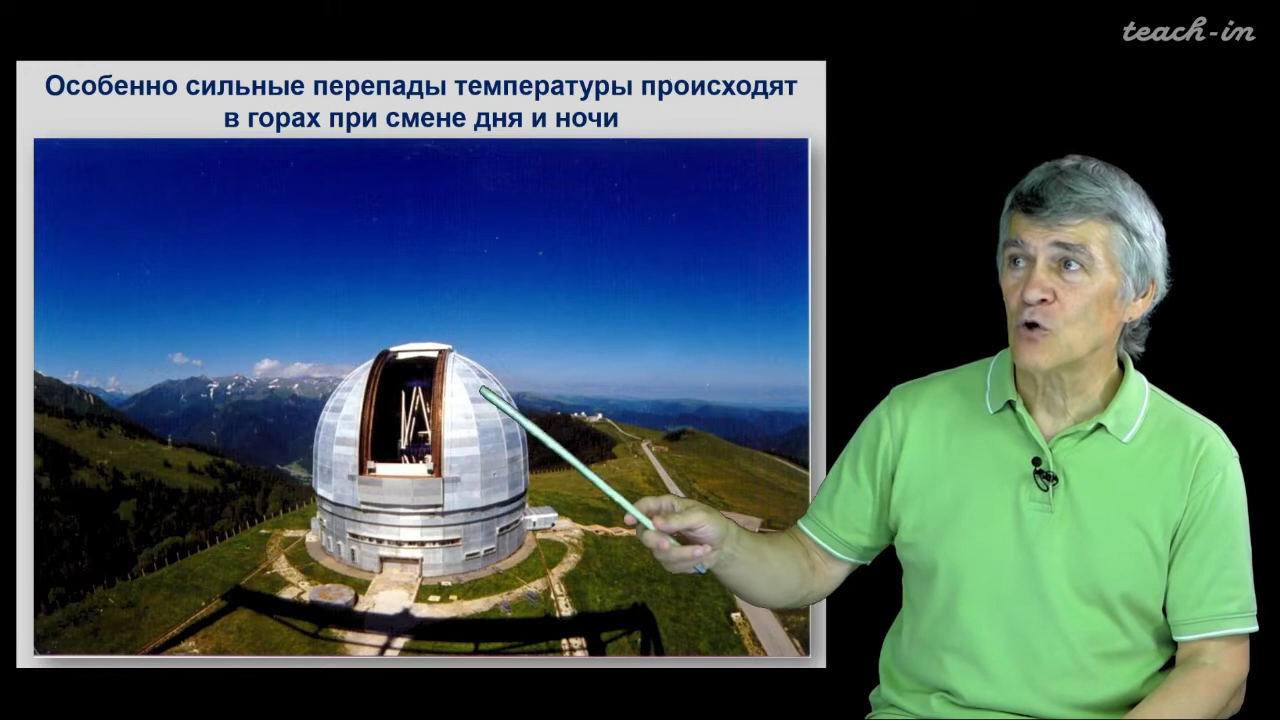 teach-in
Особенно сильные перепады температуры происходят
в горах при смене дня и ночи